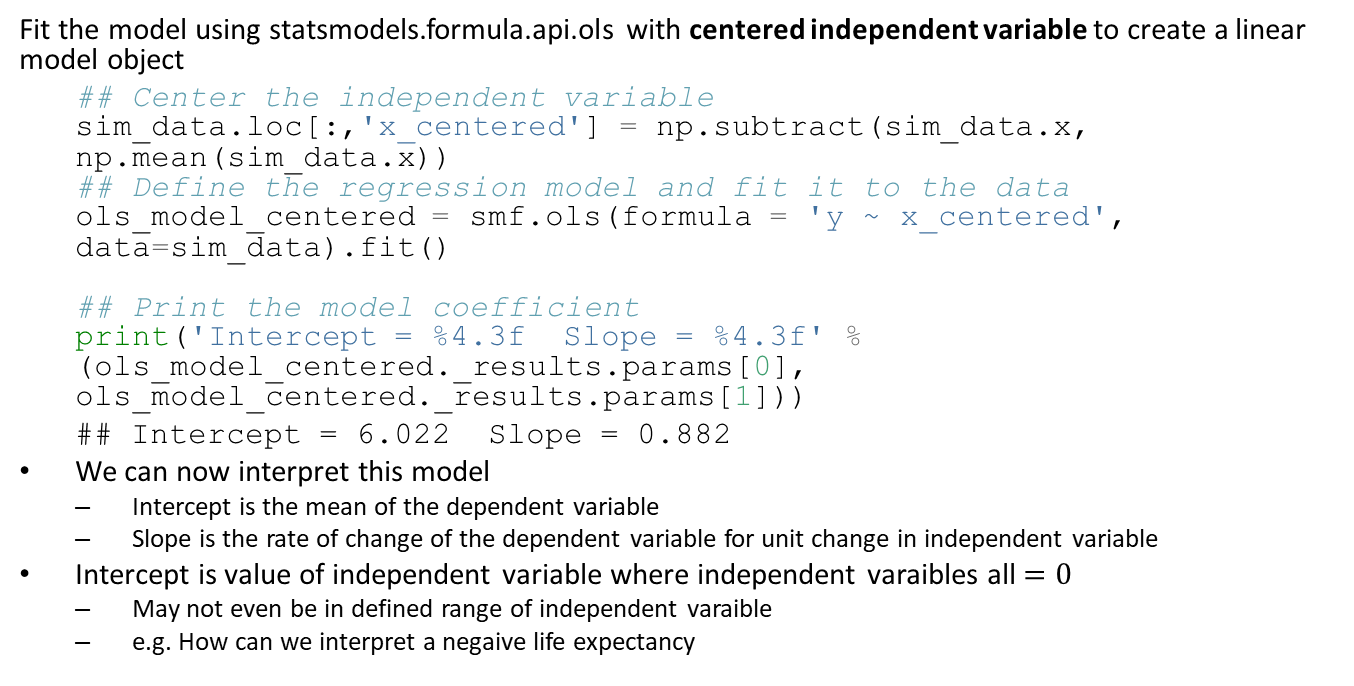 Fit the model using statsmodels.formula.api.ols with centered independent variable to create a linear
model object
## Center the independent variable
sim_data.loc[:,'x_centered'] = np.subtract(sim_data.x,
np.mean(sim_data.x))
## Define the regression model and fit it to the data
ols_model_centered = smf.ols(formula = 'y ~ x_centered',
data=sim_data).fit()
## Print the model coefficient
print('Intercept = %4.3f  Slope = %4.3f' %
(ols_model_centered._results.params[0],
ols_model_centered._results.params[1]))
## Intercept = 6.022  Slope = 0.882
• We can now interpret this model
– Intercept is the mean of the dependent variable
– Slope is the rate of change of the dependent variable for unit change in independent variable
• Intercept is value of independent variable where independent varaibles all = 0
– May not even be in defined range of independent varaible
– e.g. How can we interpret a negaive life expectancy